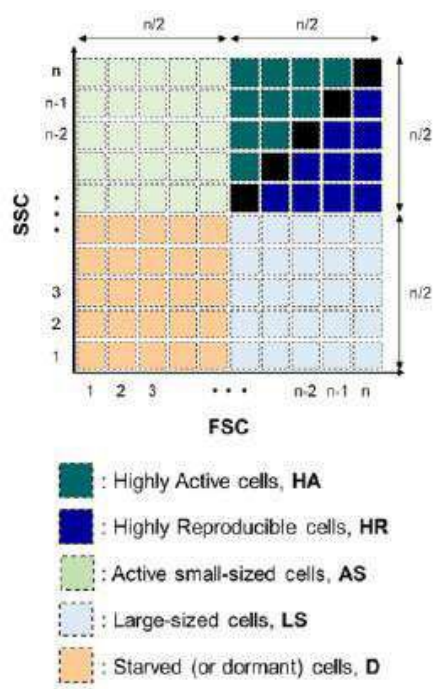 n/2 n/2
n
n-1
n-2
n/2
SSC
n/2
3
2
1
1 2 3 • • • n-2 n-1 n
FSC
: Highly Active cells, HA
: Highly Reproducible cells, HR
: Active small-sized cells, AS
: Large-sized cells, LS
: Starved (or dormant) cells, D